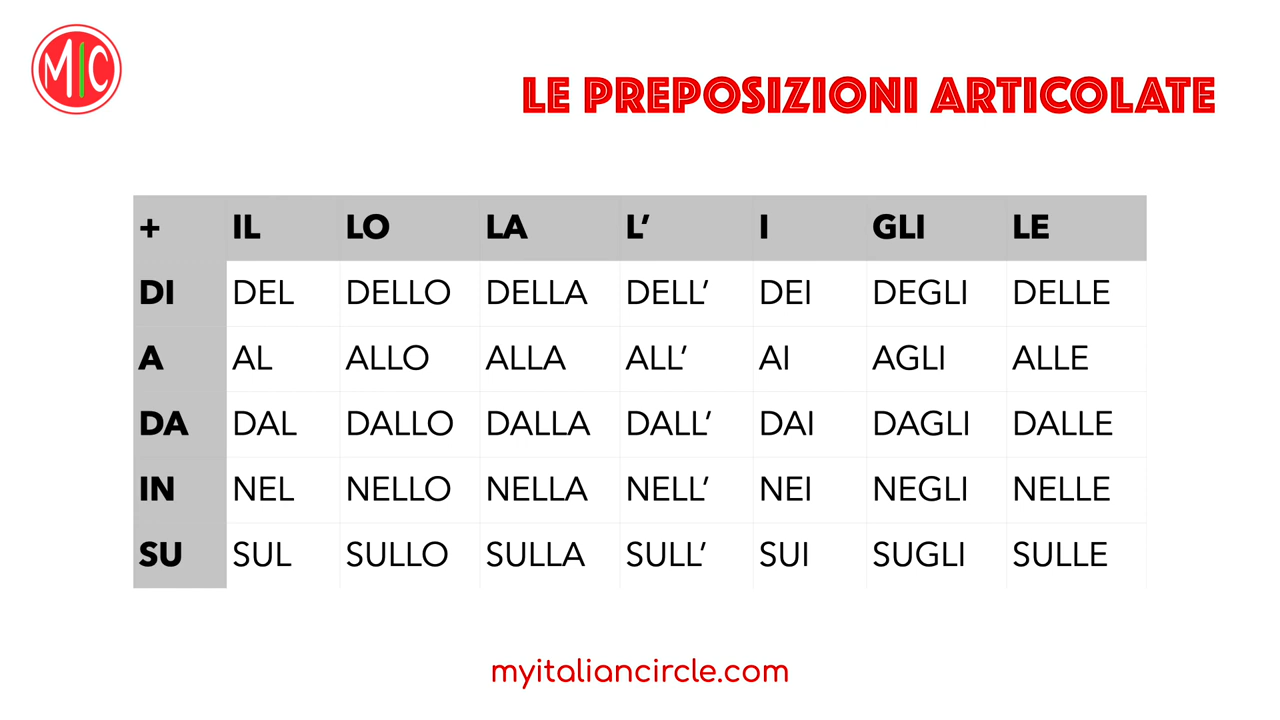 MIC
LE PREPOSIZIONI ARTICOLATE
+ IL LO LA L’ I GLI LE
DI DEL DELLO DELLA DELL’ DEI DEGLI DELLE
A AL ALLO ALLA ALL’ AI AGLI ALLE
DA DAL DALLO DALLA DALL’ DAI DAGLI DALLE
IN NEL NELLO NELLA NELL’ NEI NEGLI NELLE
SU SUL SULLO SULLA SULL’ SUI SUGLI SULLE
myitaliancircle.com